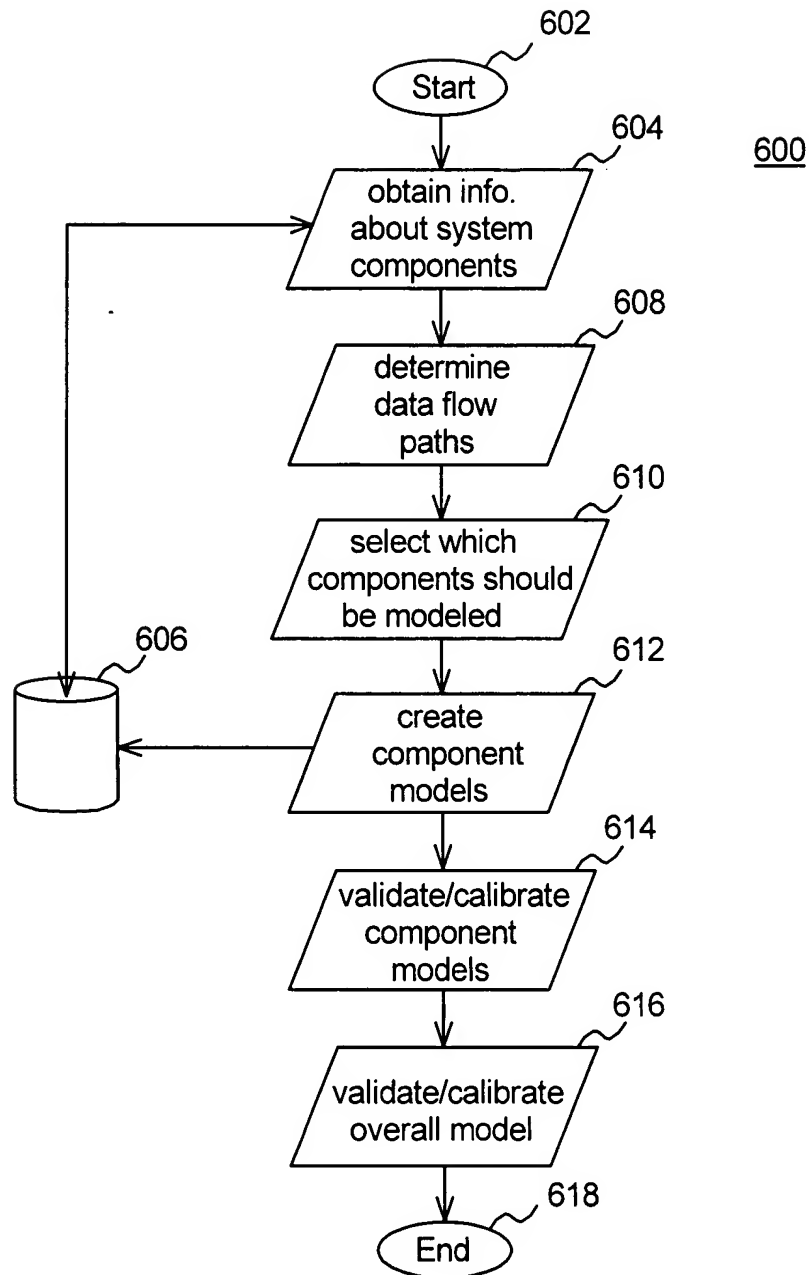 602
Start
604
600
obtain info.
about system
components
608
determine
data flow
paths
610
select which
components should
be modeled
606
612
create
component
models
614
validate/calibrate
component
models
616
validate/calibrate
overall model
618
End